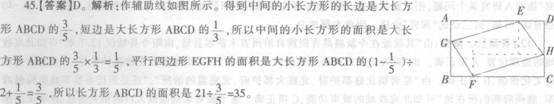 45.【答案】D。解析:作辅助线如图所示。得到中间的小长方形的长边是大长方
形 ABCD 的3/5,短边是大长方形 ABCD 的1/3,所以中间的小长方形的面积是大长
方形 ABCD 的3/5×1/3=1/5,平行四边形 EGFH 的面积是大长方形 ABCD 的(1-1/5)÷
2+1/5=3/5,所以长方形 ABCD 的面积是 21÷3/5=35。
A E D
G H
B F C